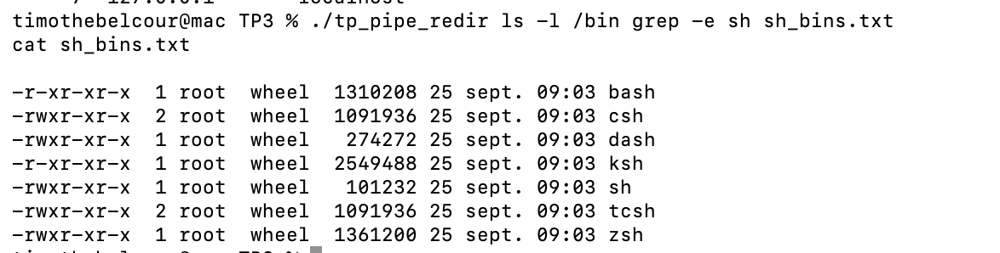 timothebelcour@mac TP3 % ./tp_pipe_redir ls -l /bin grep -e sh sh_bins.txt
cat sh_bins.txt
-r-xr-xr-x  1 root  wheel  1310208 25 sept. 09:03 bash
-rwxr-xr-x  2 root  wheel  1091936 25 sept. 09:03 csh
-rwxr-xr-x  1 root  wheel   274272 25 sept. 09:03 dash
-r-xr-xr-x  1 root  wheel  2549488 25 sept. 09:03 ksh
-rwxr-xr-x  1 root  wheel   101232 25 sept. 09:03 sh
-rwxr-xr-x  2 root  wheel  1091936 25 sept. 09:03 tcsh
-rwxr-xr-x  1 root  wheel  1361200 25 sept. 09:03 zsh